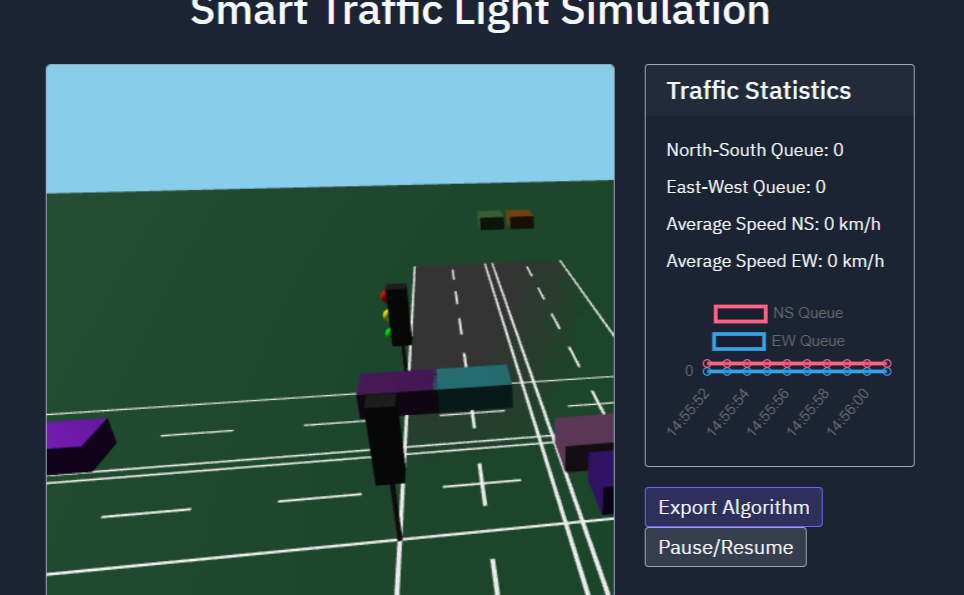 Smart Traffic Light Simulation
Traffic Statistics
North-South Queue: 0
East-West Queue: 0
Average Speed NS: 0 km/h
Average Speed EW: 0 km/h
NS Queue
EW Queue
0
14:55:52
14:55:54
14:55:56
14:55:58
14:56:00
Export Algorithm
Pause/Resume